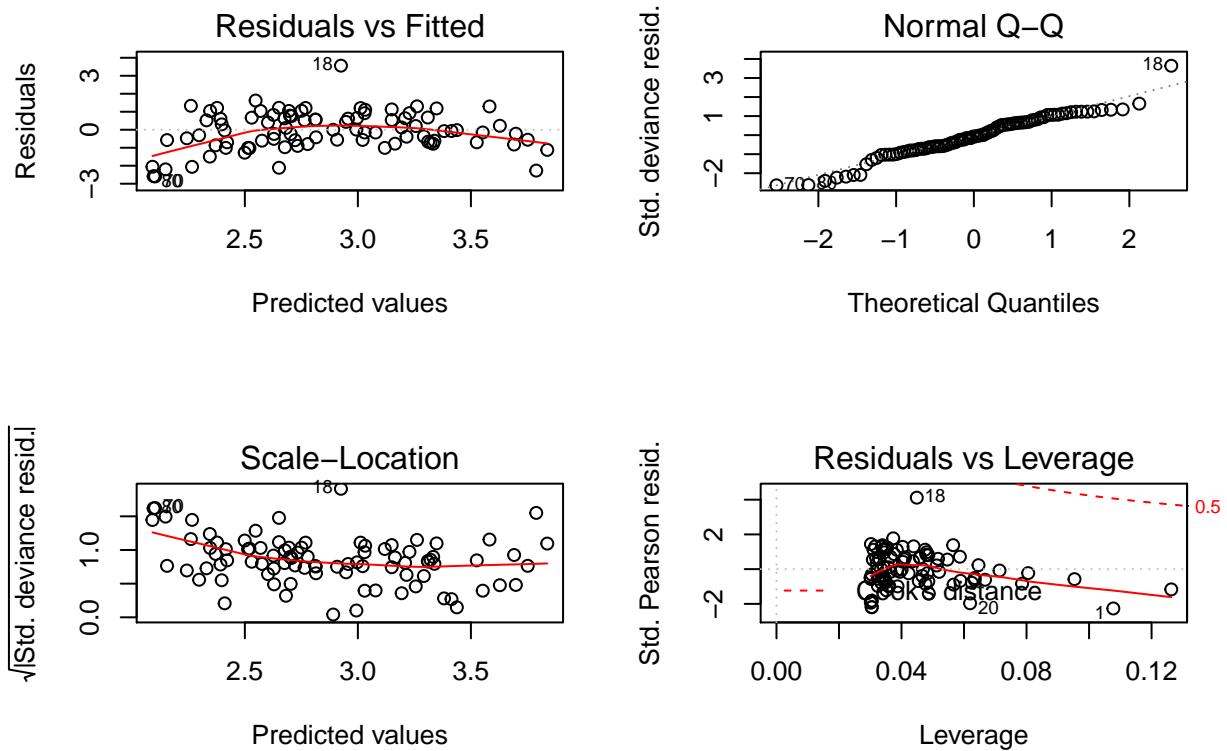 Residuals vs Fitted
Residuals
3
0
−3
18
70
2.5
3.0
3.5
Predicted values
Normal Q−Q
Std. deviance resid.
3
1
−2
18
70
−2
−1
0
1
2
Theoretical Quantiles
Scale−Location
√|Std. deviance resid.|
1.0
0.0
18
70
2.5
3.0
3.5
Predicted values
Residuals vs Leverage
Std. Pearson resid.
2
0
−2
18
0.5
distance
20
1
0.00
0.04
0.08
0.12
Leverage